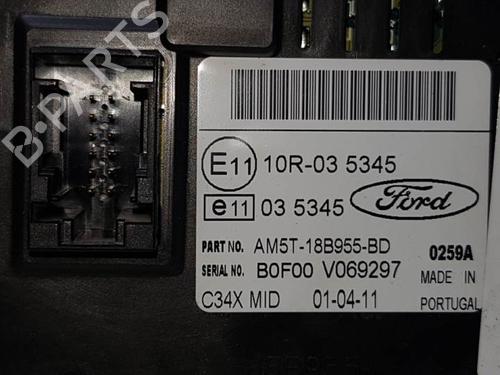 E11 10R-03 5345
e11 03 5345 Ford
PART NO. AM5T-18B955-BD 0259A
SERIAL NO. B0F00 V069297 MADE IN
C34X MID 01-04-11 PORTUGAL
B-PARTS